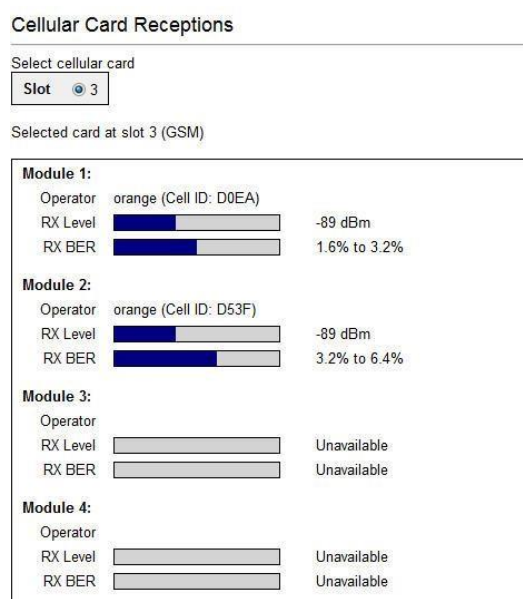 Cellular Card Receptions
Select cellular card
Slot 3
Selected card at slot 3 (GSM)
Module 1:
Operator orange (Cell ID: D0EA)
RX Level -89 dBm
RX BER 1.6% to 3.2%
Module 2:
Operator orange (Cell ID: D53F)
RX Level -89 dBm
RX BER 3.2% to 6.4%
Module 3:
Operator
RX Level Unavailable
RX BER Unavailable
Module 4:
Operator
RX Level Unavailable
RX BER Unavailable